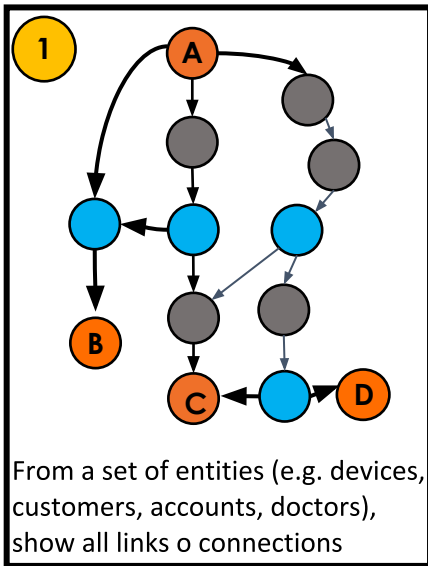 1
A
B
C
D
From a set of entities (e.g. devices,
customers, accounts, doctors),
show all links o connections